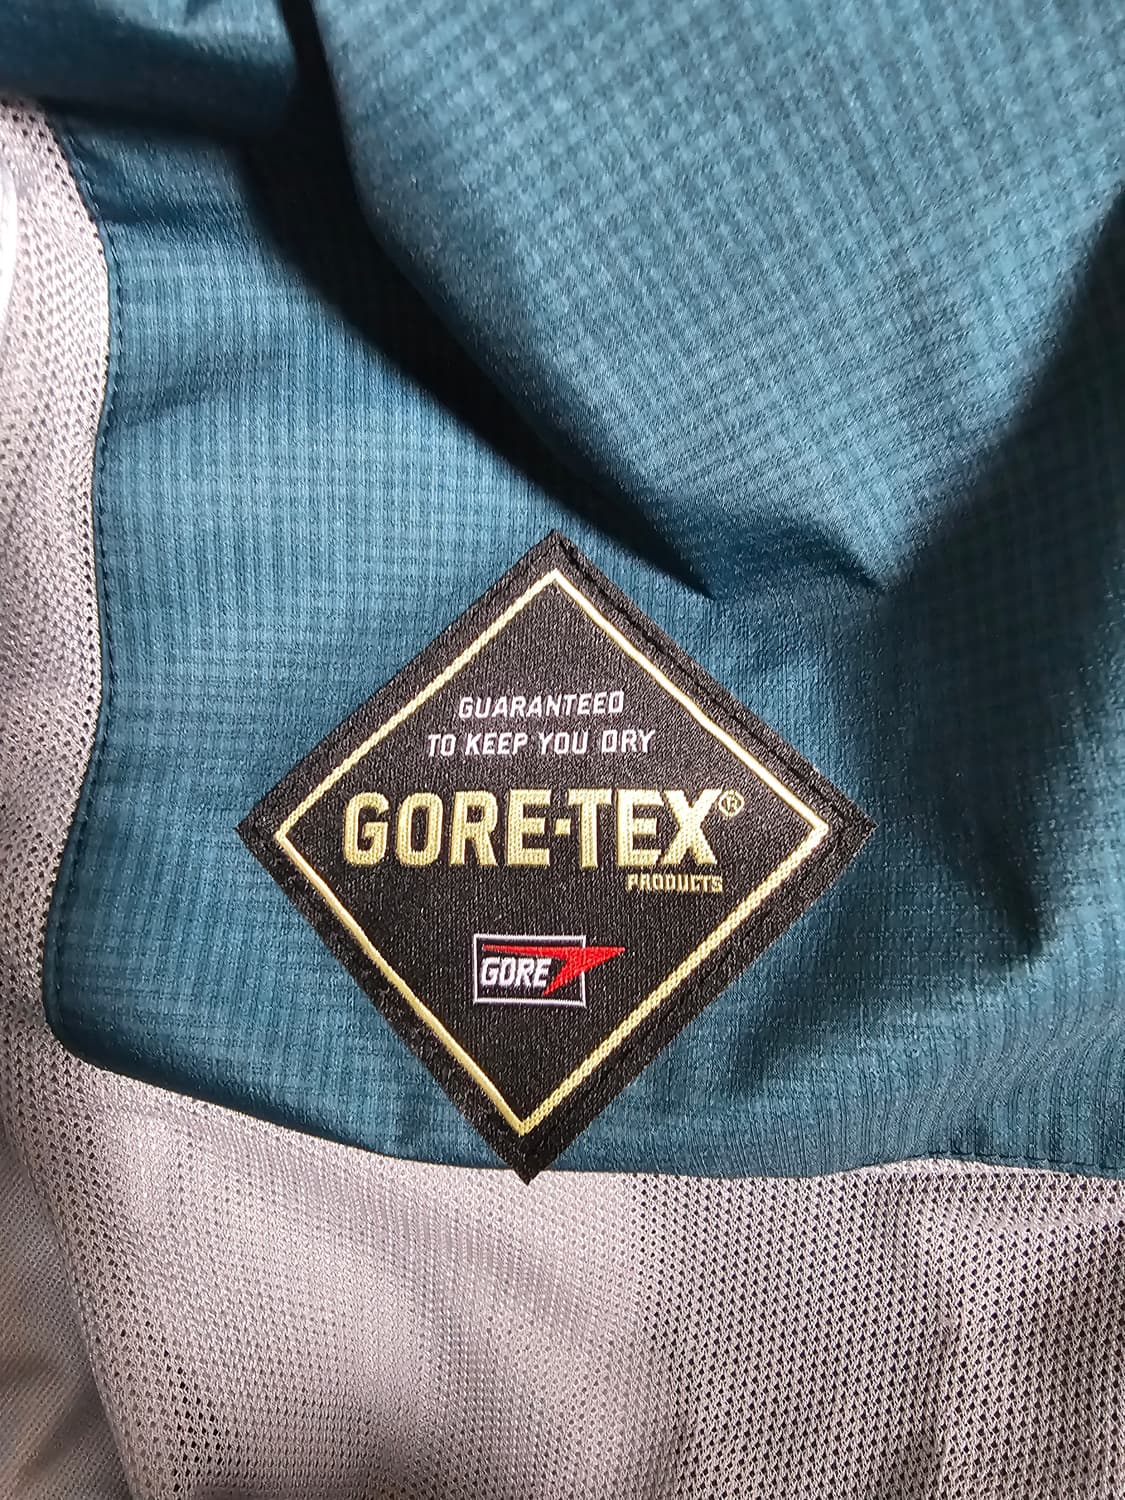 GUARANTEED
TO KEEP YOU DRY
GORE-TEX®
PRODUCTS
GORE